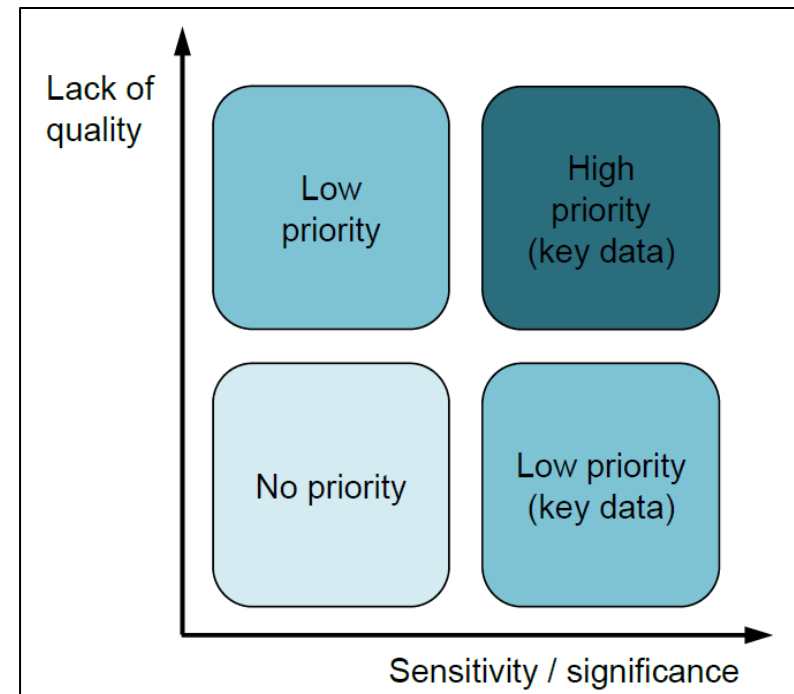 Lack of
quality
Low
priority
High
priority
(key data)
No priority
Low priority
(key data)
Sensitivity / significance